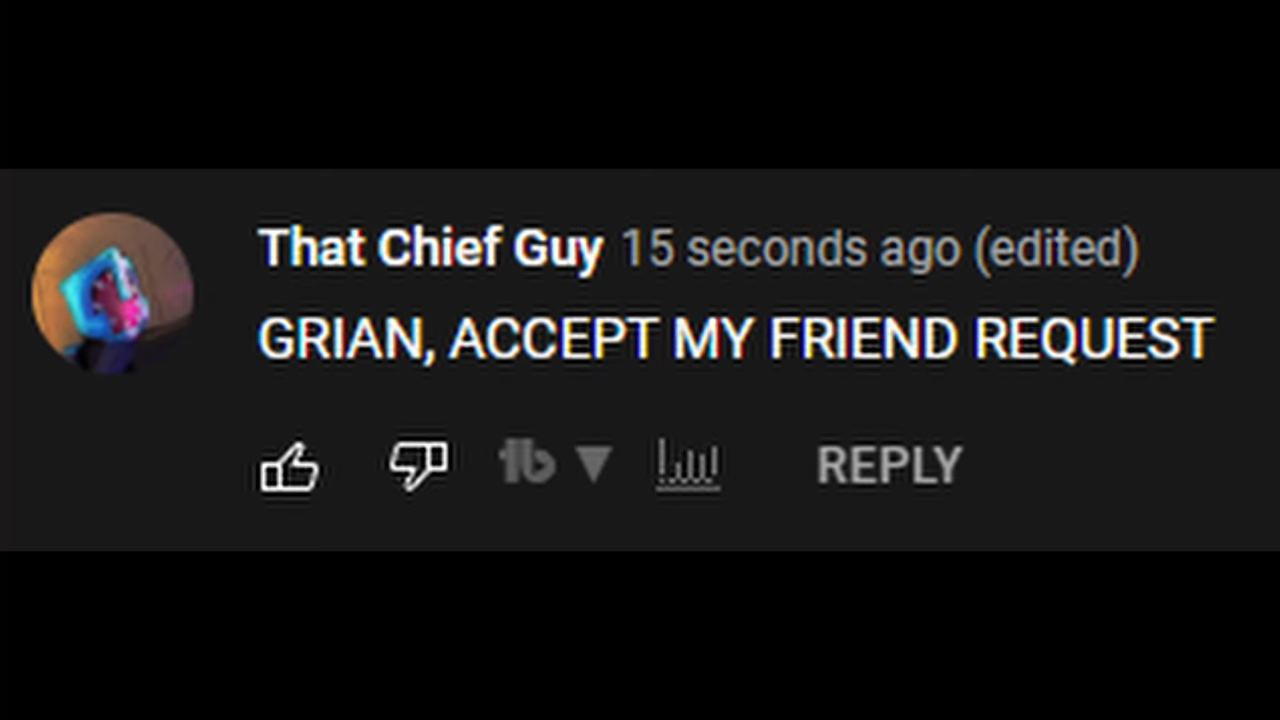 That Chief Guy 15 seconds ago (edited)
GRIAN, ACCEPT MY FRIEND REQUEST
REPLY